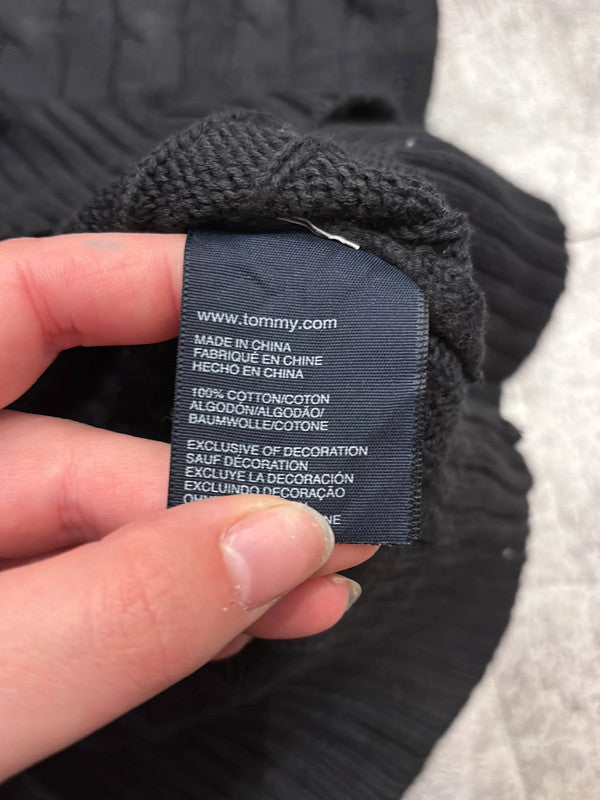 www.tommy.com
MADE IN CHINA
FABRIQUÉ EN CHINE
HECHO EN CHINA
100% COTTON/COTON
ALGODÓN/ALGODÃO/
BAUMWOLLE/COTONE
EXCLUSIVE OF DECORATION
SAUF DÉCORATION
EXCLUYE LA DECORACIÓN
EXCLUINDO DECORAÇÃO